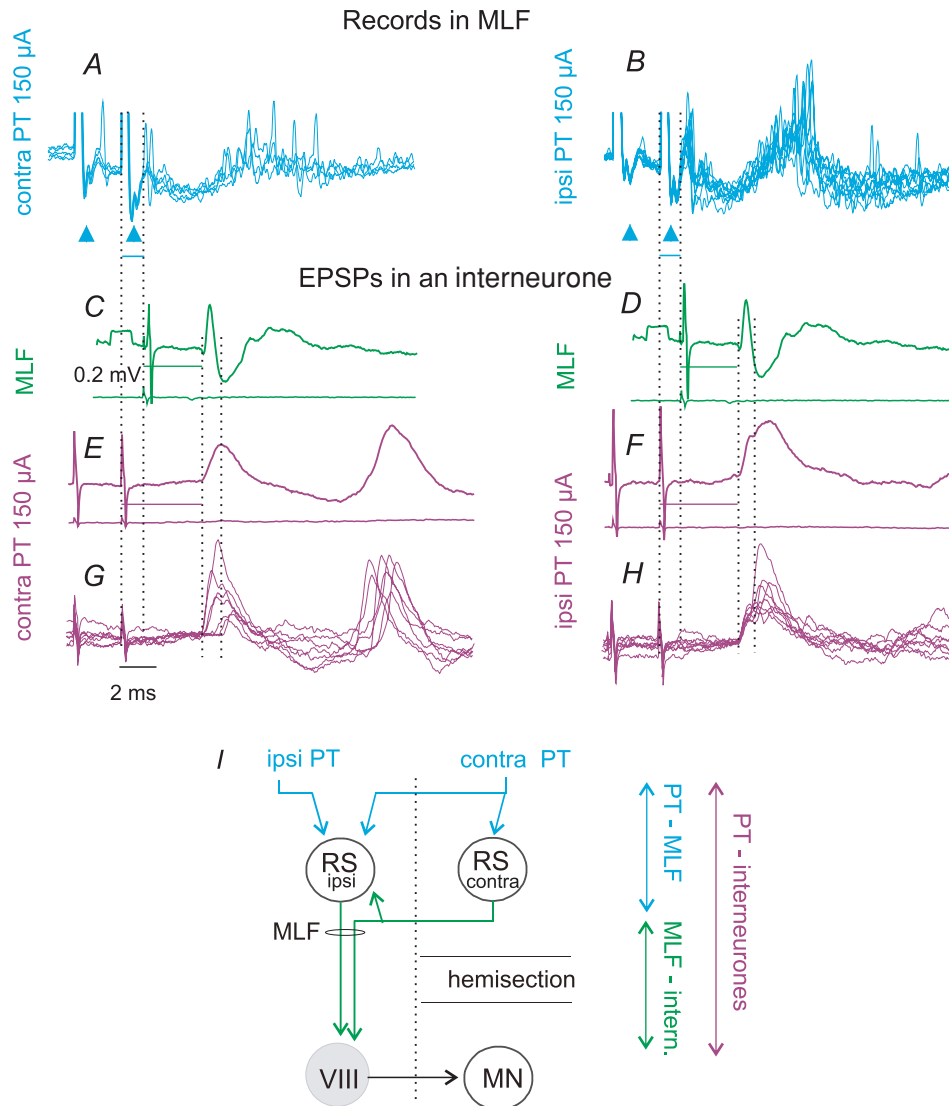 Records in MLF
contra PT 150 µA
A
ipsi PT 150 µA
B
EPSPs in an interneurone
MLF
C
0.2 mV
MLF
D
contra PT 150 µA
E
G
2 ms
ipsi PT 150 µA
F
H
I
ipsi PT
contra PT
RS
ipsi
RS
contra
MLF
hemisection
VIII
MN
PT - MLF
MLF - intern.
PT - interneurones